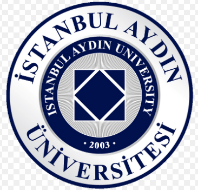 İSTANBUL AYDIN
ÜNİVERSİTESİ
ISTANBUL AYDIN UNIVERSITY
• 2003 •